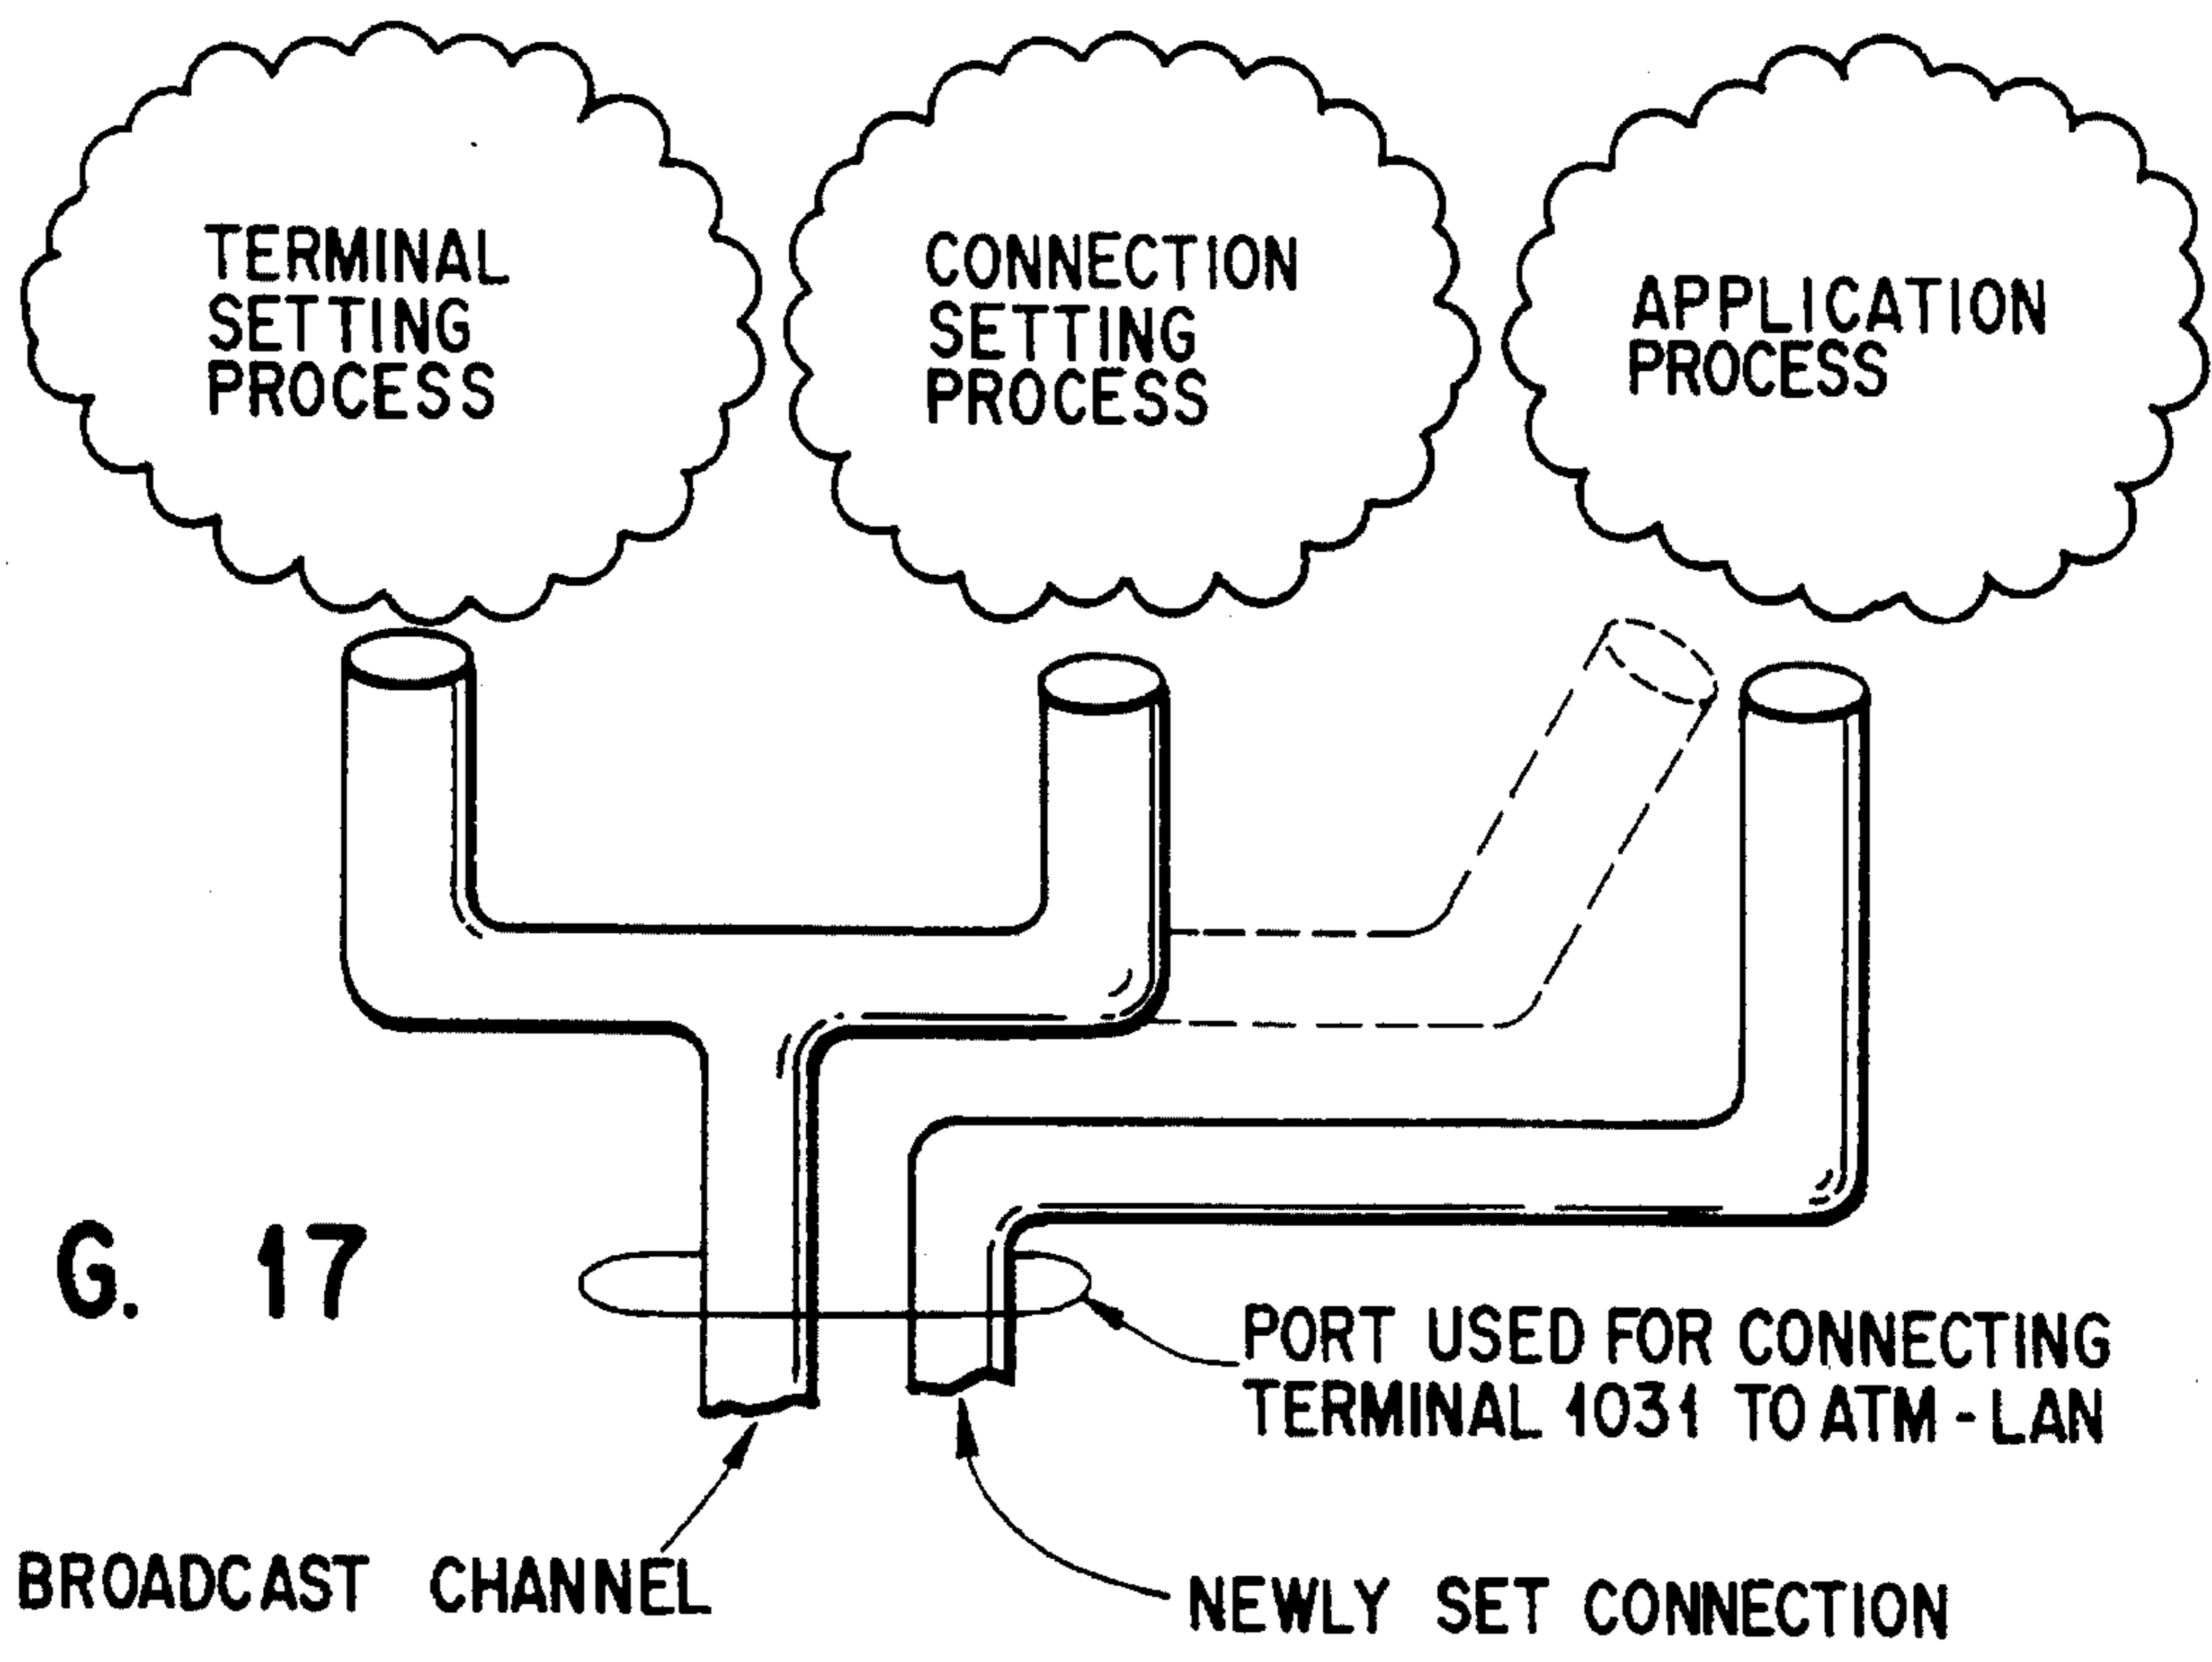 TERMINAL
SETTING
PROCESS
CONNECTION
SETTING
PROCESS
APPLICATION
PROCESS
G. 17
PORT USED FOR CONNECTING
TERMINAL 1031 TO ATM-LAN
BROADCAST CHANNEL
NEWLY SET CONNECTION